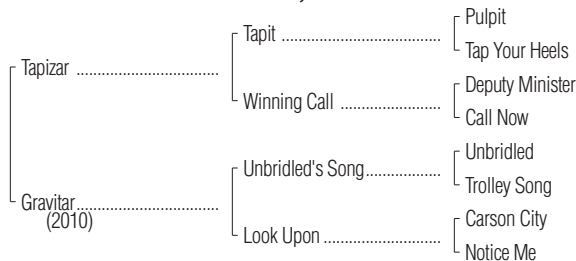 Pulpit
Tapit ........................................
Tap Your Heels
Tapizar ....................................
Deputy Minister
Winning Call .........................
Call Now
Unbridled
Unbridled's Song...................
Trolley Song
Gravitar....................................
(2010)
Carson City
Look Upon .............................
Notice Me